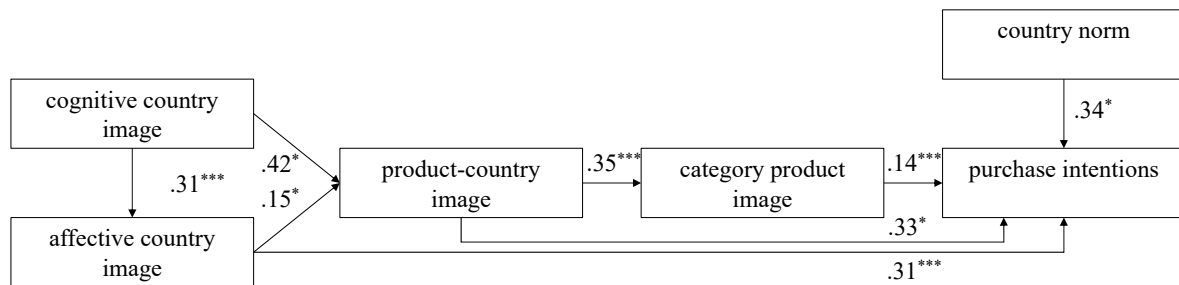 country norm
cognitive country
image
.34*
.42*
.31***
.15*
product-country
image
.35***
category product
image
.14***
purchase intentions
affective country
image
.33*
.31***